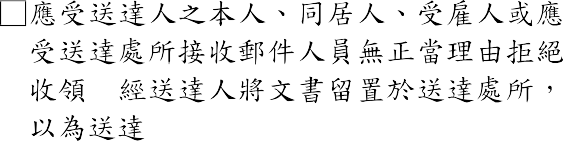 □應受送達人之本人、同居人、受雇人或應
受送達處所接收郵件人員無正當理由拒絕
收領　經送達人將文書留置於送達處所，
以為送達